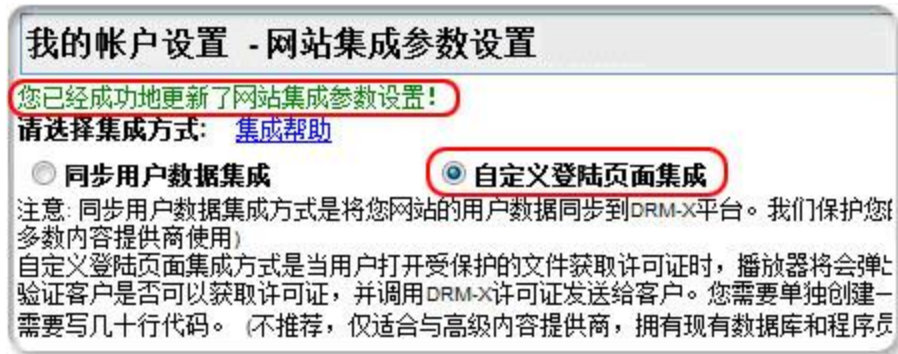 我的帐户设置 - 网站集成参数设置
您已经成功地更新了网站集成参数设置!
请选择集成方式: 集成帮助
同步用户数据集成 自定义登陆页面集成
注意: 同步用户数据集成方式是将您网站的用户数据同步到DRM-X平台。我们保护您
多数内容提供商使用)
自定义登陆页面集成方式是当用户打开受保护的文件获取许可证时，播放器将会弹
验证客户是否可以获取许可证，并调用DRM-X许可证发送给客户。您需要单独创建一
需要写几十行代码。 (不推荐，仅适合与高级内容提供商，拥有现有数据库和程序员